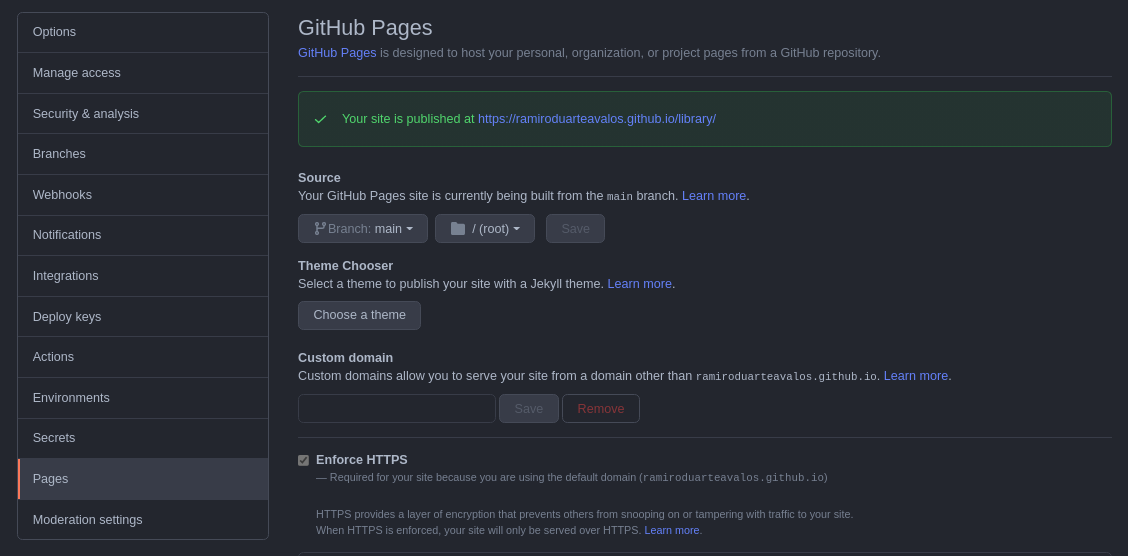 Options
Manage access
Security & analysis
Branches
Webhooks
Notifications
Integrations
Deploy keys
Actions
Environments
Secrets
Pages
Moderation settings
GitHub Pages
GitHub Pages is designed to host your personal, organization, or project pages from a GitHub repository.
Your site is published at https://ramiroduarteavalos.github.io/library/
Source
Your GitHub Pages site is currently being built from the main branch. Learn more.
Branch: main / (root) Save
Theme Chooser
Select a theme to publish your site with a Jekyll theme. Learn more.
Choose a theme
Custom domain
Custom domains allow you to serve your site from a domain other than ramiroduarteavalos.github.io. Learn more.
Save Remove
Enforce HTTPS
— Required for your site because you are using the default domain (ramiroduarteavalos.github.io)
HTTPS provides a layer of encryption that prevents others from snooping on or tampering with traffic to your site.
When HTTPS is enforced, your site will only be served over HTTPS. Learn more.